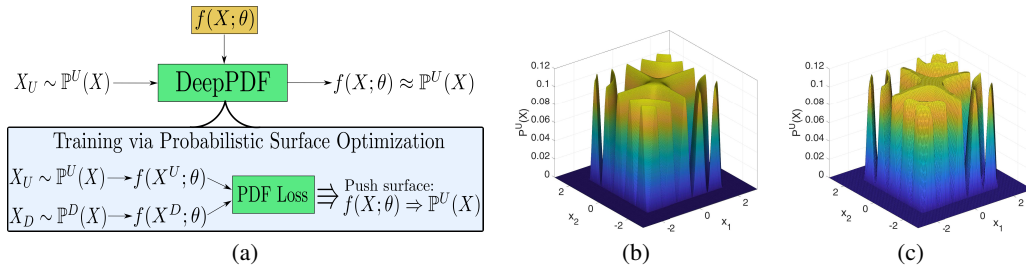 f(X; θ)
X_U ∼ ℙ^U(X)
DeepPDF
f(X; θ) ≈ ℙ^U(X)
Training via Probabilistic Surface Optimization
X_U ∼ ℙ^U(X)
f(X^U; θ)
X_D ∼ ℙ^D(X)
f(X^D; θ)
PDF Loss
Push surface:
f(X; θ) ⇒ ℙ^U(X)
(a)
0.12
0.1
0.08
0.06
0.04
0.02
0
P^U(X)
2
0
-2
x_2
-2
0
2
x_1
(b)
0.12
0.1
0.08
0.06
0.04
0.02
0
P^U(X)
2
0
-2
x_2
-2
0
2
x_1
(c)